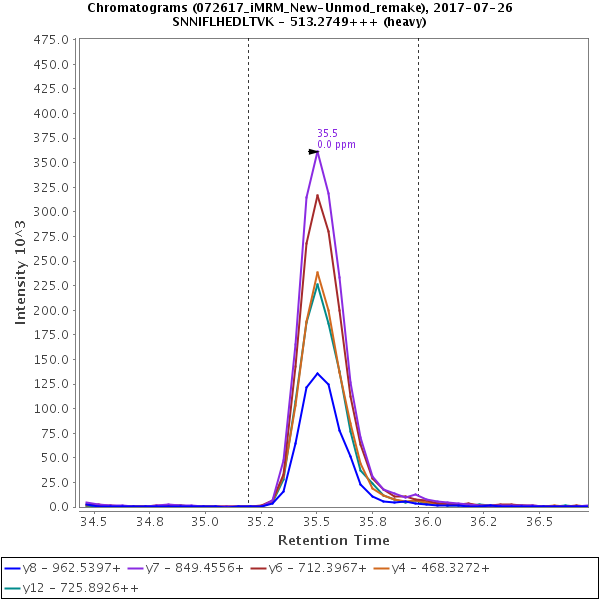 Chromatograms (072617_iMRM_New-Unmod_remake), 2017-07-26
SNNIFLHEDLTVK - 513.2749+++ (heavy)
475.0
450.0
425.0
400.0
375.0
350.0
325.0
300.0
275.0
250.0
225.0
200.0
175.0
150.0
125.0
100.0
75.0
50.0
25.0
0.0
Intensity 10^3
35.5
0.0 ppm
34.5 34.8 35.0 35.2 35.5 35.8 36.0 36.2 36.5
Retention Time
y8 - 962.5397+ y7 - 849.4556+ y6 - 712.3967+ y4 - 468.3272+
y12 - 725.8926++